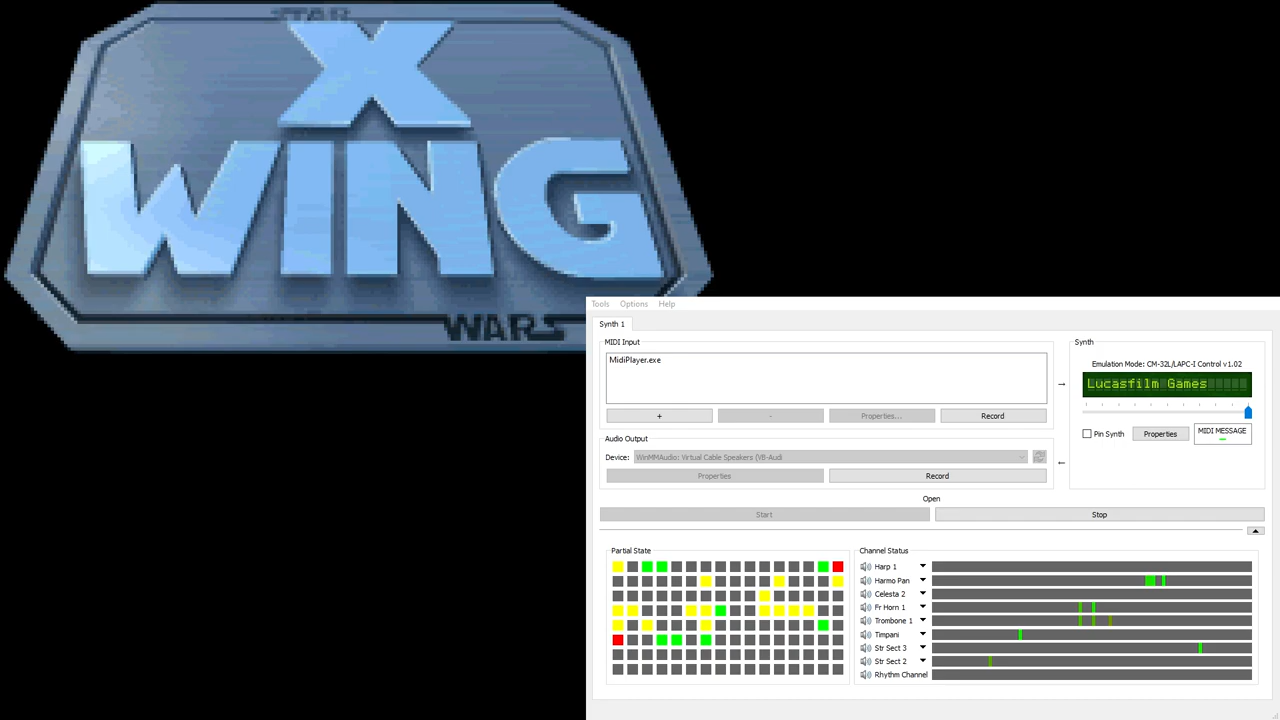 STAR
X
WING
WARS
Tools Options Help
Synth 1
MIDI Input
MidiPlayer.exe
+ - Properties... Record
Audio Output
Device: WinMMAudio: Virtual Cable Speakers (VB-Audi
Properties Record
Synth
Emulation Mode: CM-32L/LAPC-I Control v1.02
Lucasfilm Games
Pin Synth Properties MIDI MESSAGE
Open
Start Stop
Partial State
Channel Status
Harp 1
Harmo Pan
Celesta 2
Fr Horn 1
Trombone 1
Timpani
Str Sect 3
Str Sect 2
Rhythm Channel